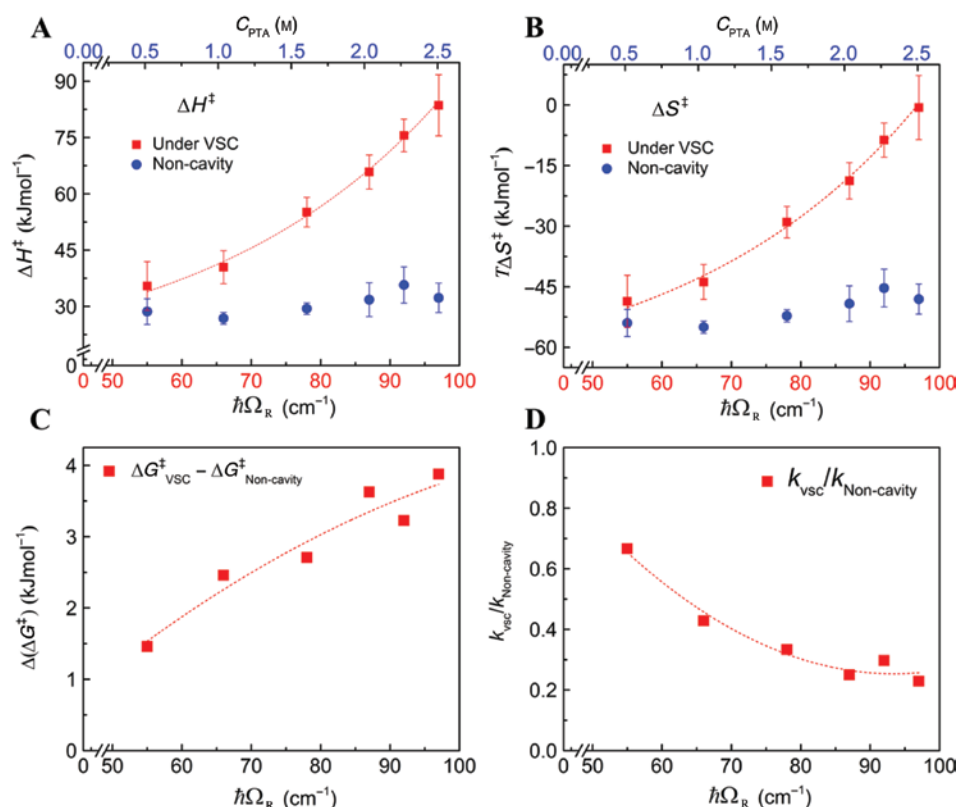 A
C_PTA (M)
0.00 0.5 1.0 1.5 2.0 2.5
ΔH‡
Under VSC
Non-cavity
ΔH‡ (kJmol⁻¹)
90
75
60
45
30
0
0 50 60 70 80 90 100
ħΩ_R (cm⁻¹)
B
C_PTA (M)
0.00 0.5 1.0 1.5 2.0 2.5
ΔS‡
Under VSC
Non-cavity
TΔS‡ (kJmol⁻¹)
0
−15
−30
−45
−60
0 50 60 70 80 90 100
ħΩ_R (cm⁻¹)
C
ΔG‡_VSC − ΔG‡_Non-cavity
Δ(ΔG‡) (kJmol⁻¹)
4
3
2
1
0
0 50 60 70 80 90 100
ħΩ_R (cm⁻¹)
D
k_vsc/k_Non-cavity
k_vsc/k_Non-cavity
1.0
0.8
0.6
0.4
0.2
0.0
0 50 60 70 80 90 100
ħΩ_R (cm⁻¹)